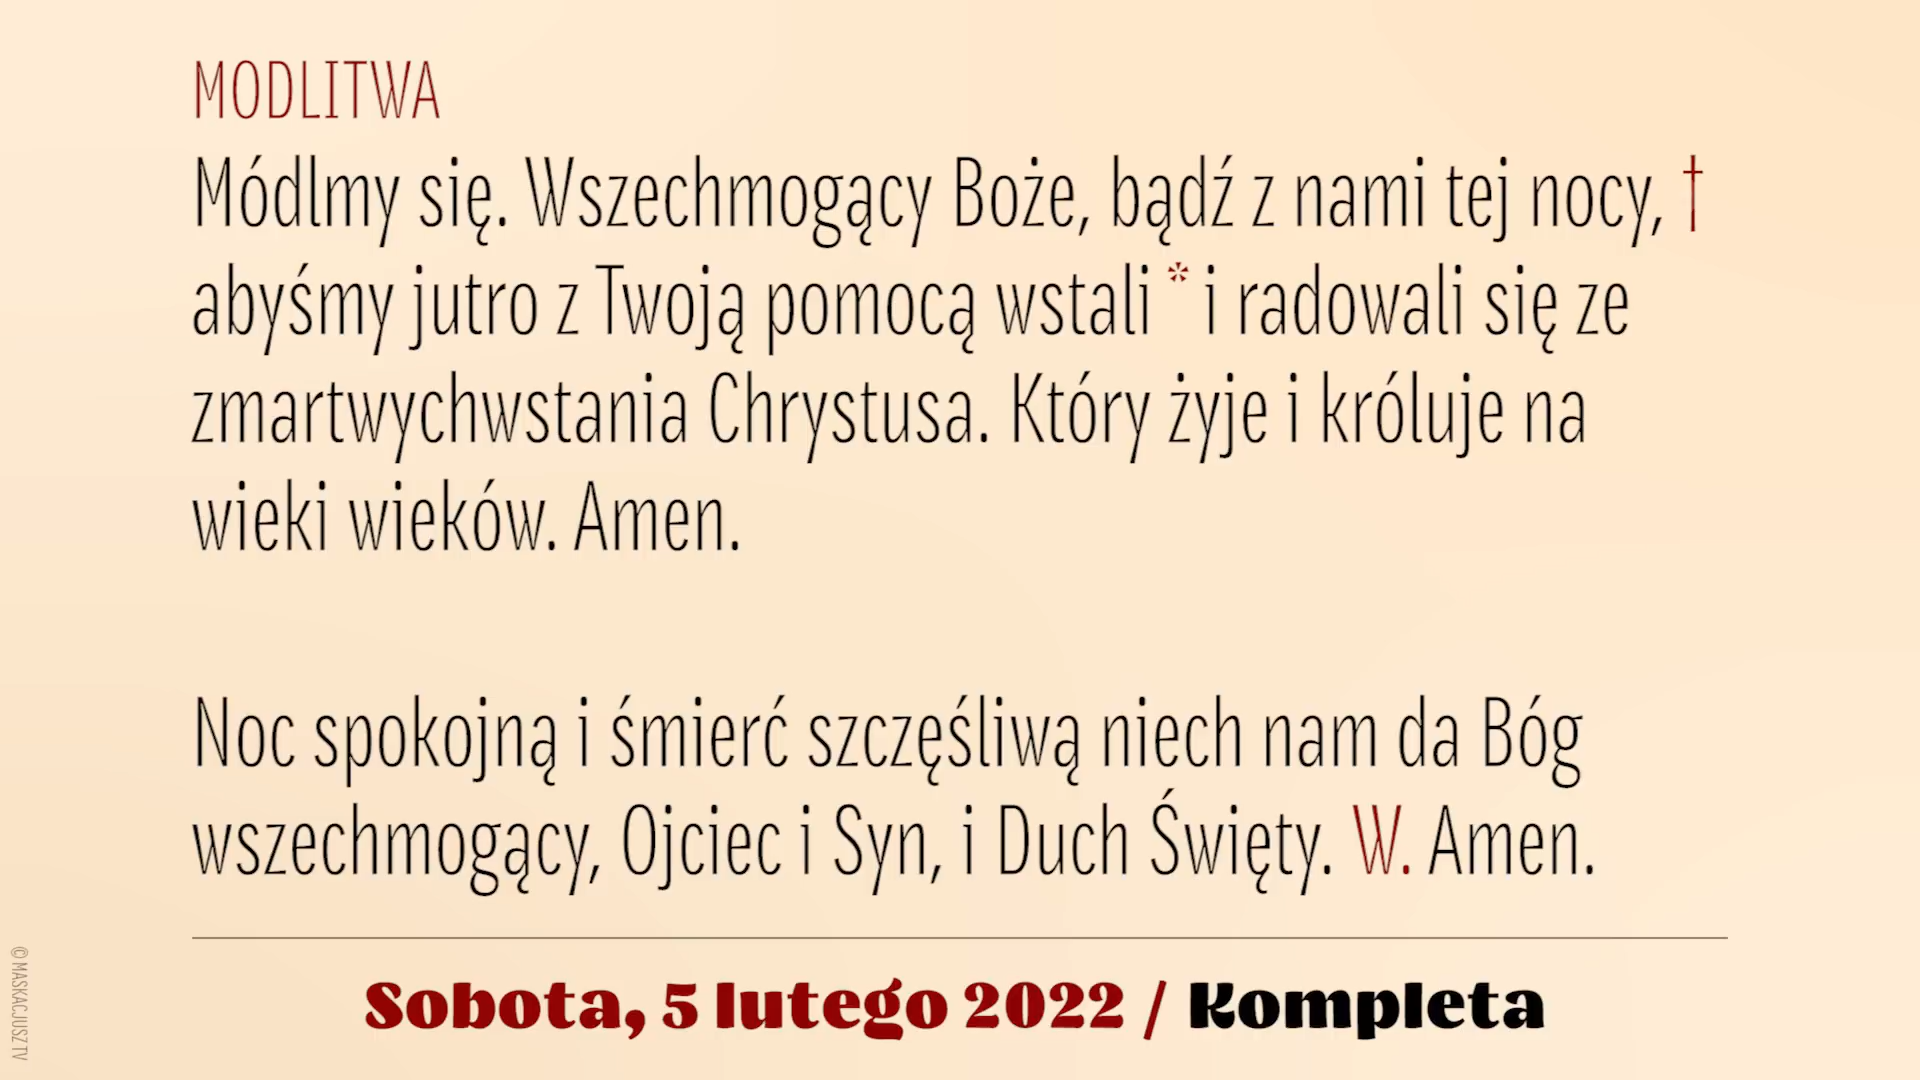 MODLITWA
Módlmy się. Wszechmogący Boże, bądź z nami tej nocy, †
abyśmy jutro z Twoją pomocą wstali * i radowali się ze
zmartwychwstania Chrystusa. Który żyje i króluje na
wieki wieków. Amen.
Noc spokojną i śmierć szczęśliwą niech nam da Bóg
wszechmogący, Ojciec i Syn, i Duch Święty. W. Amen.
Sobota, 5 lutego 2022 / Kompleta
© MASKACJUSZ TV